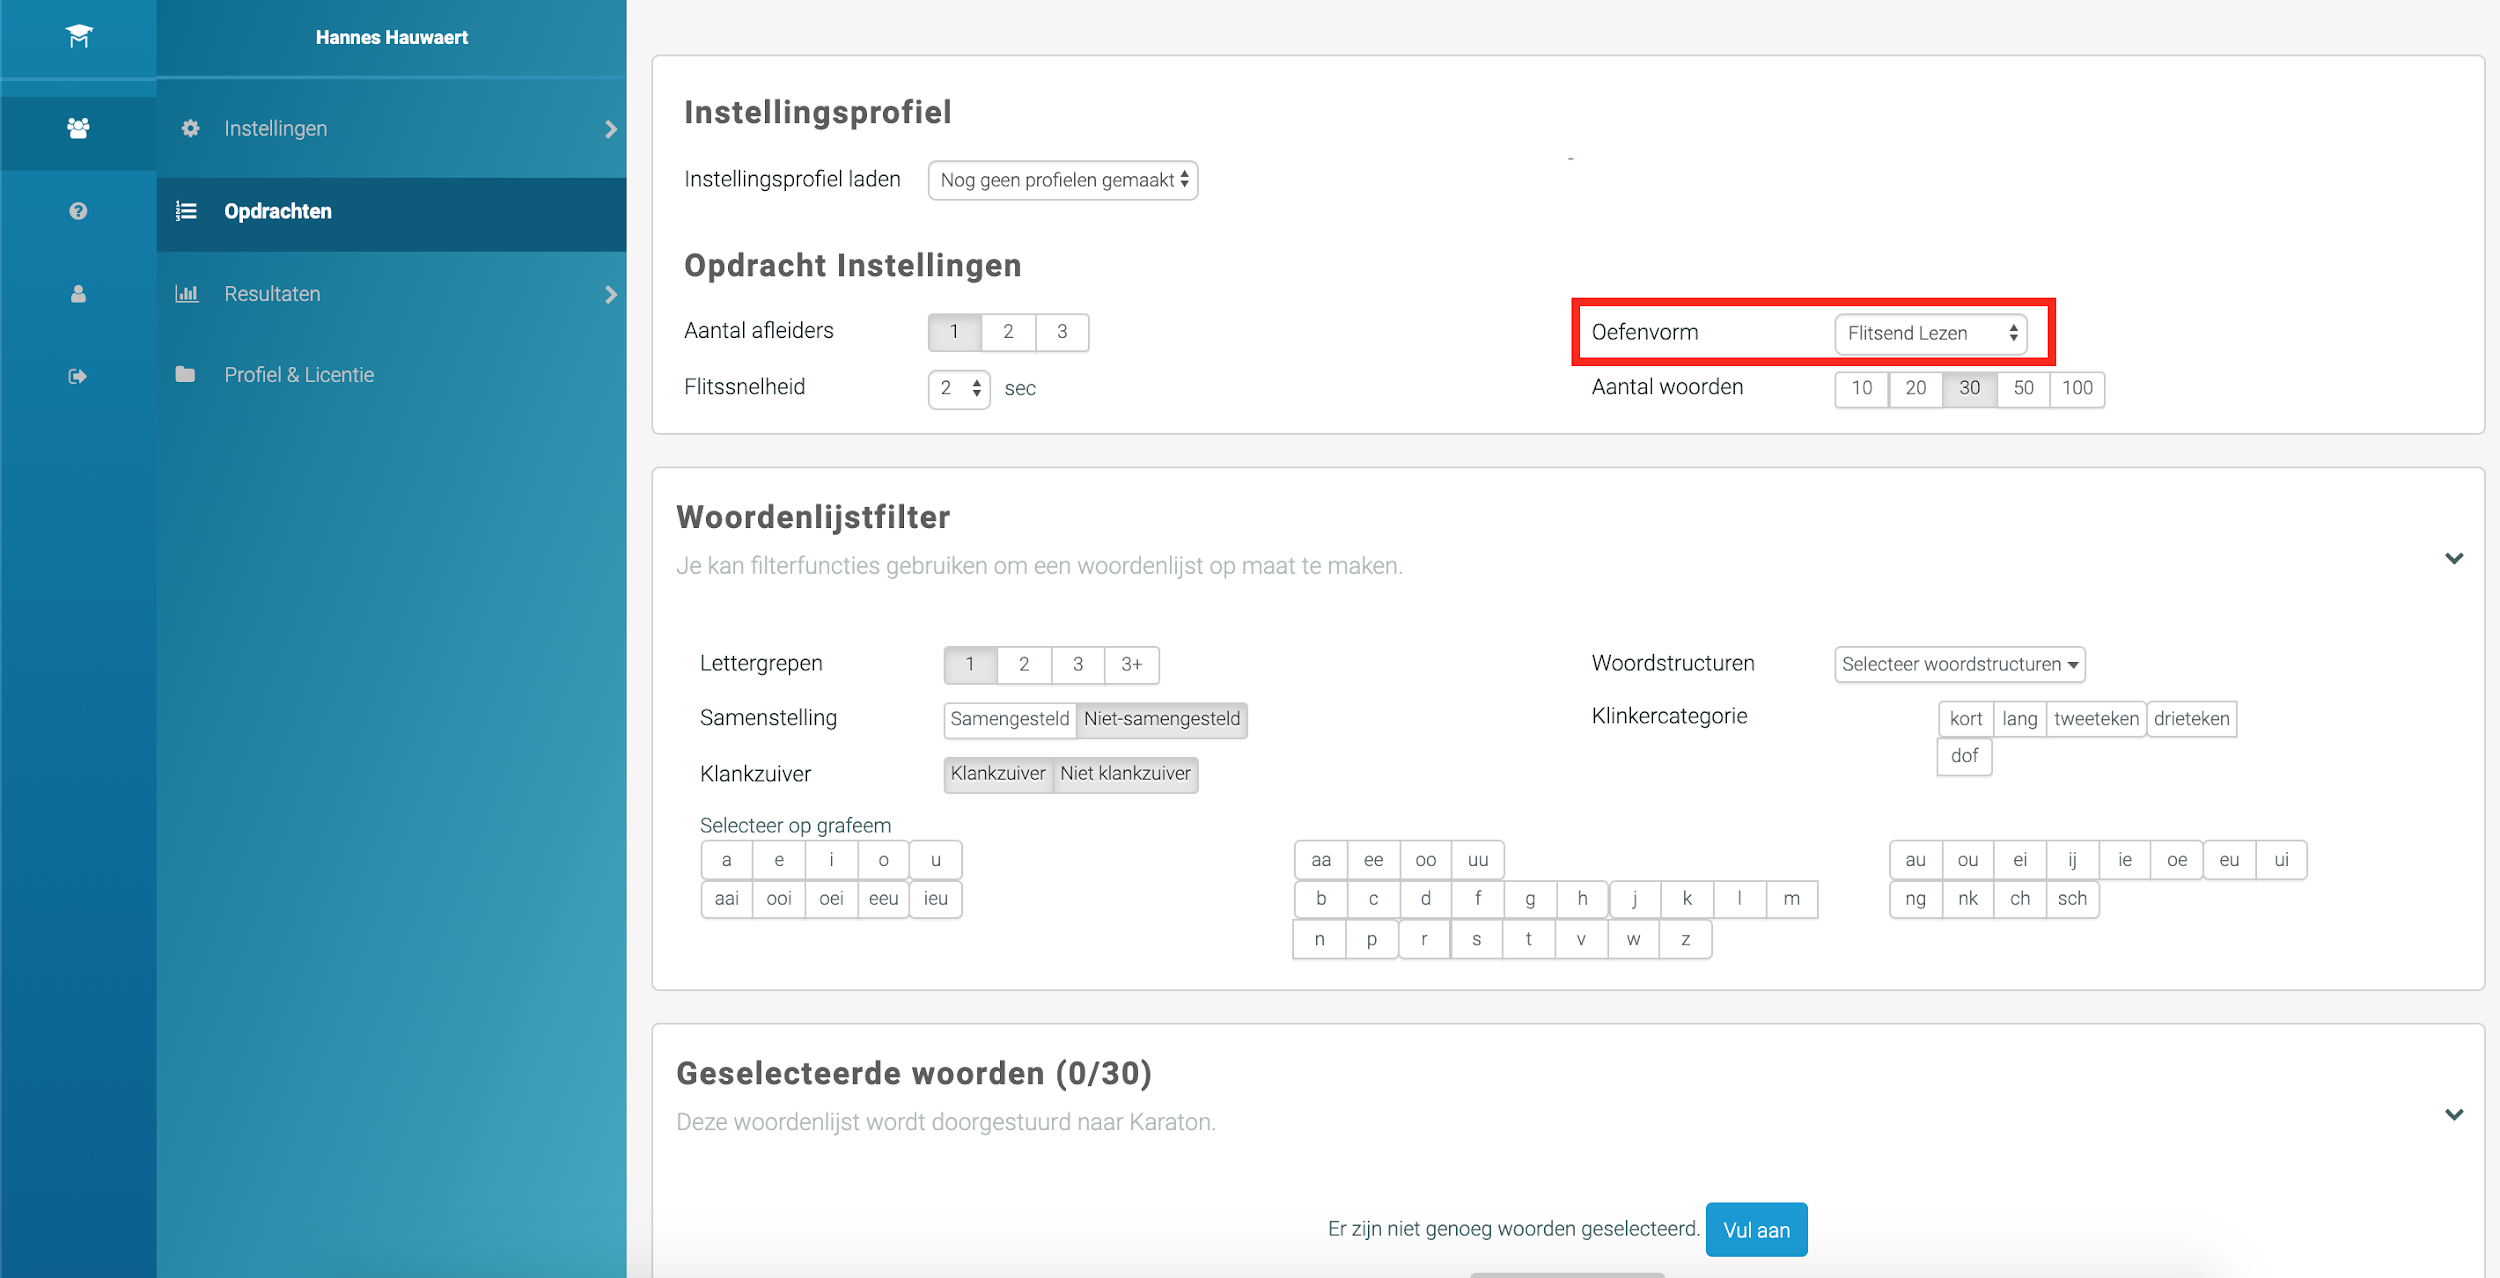 Hannes Hauwaert
Instellingen
Opdrachten
Resultaten
Profiel & Licentie
Instellingsprofiel
Instellingsprofiel laden Nog geen profielen gemaakt
-
Opdracht Instellingen
Aantal afleiders 1 2 3
Oefenvorm Flitsend Lezen
Flitssnelheid 2 sec
Aantal woorden 10 20 30 50 100
Woordenlijstfilter
Je kan filterfuncties gebruiken om een woordenlijst op maat te maken.
Lettergrepen 1 2 3 3+
Woordstructuren Selecteer woordstructuren
Samenstelling Samengesteld Niet-samengesteld
Klinkercategorie kort lang tweeteken drieteken
dof
Klankzuiver Klankzuiver Niet klankzuiver
Selecteer op grafeem
a e i o u
aai ooi oei eeu ieu
aa ee oo uu
b c d f g h j k l m
n p r s t v w z
au ou ei ij ie oe eu ui
ng nk ch sch
Geselecteerde woorden (0/30)
Deze woordenlijst wordt doorgestuurd naar Karaton.
Er zijn niet genoeg woorden geselecteerd. Vul aan